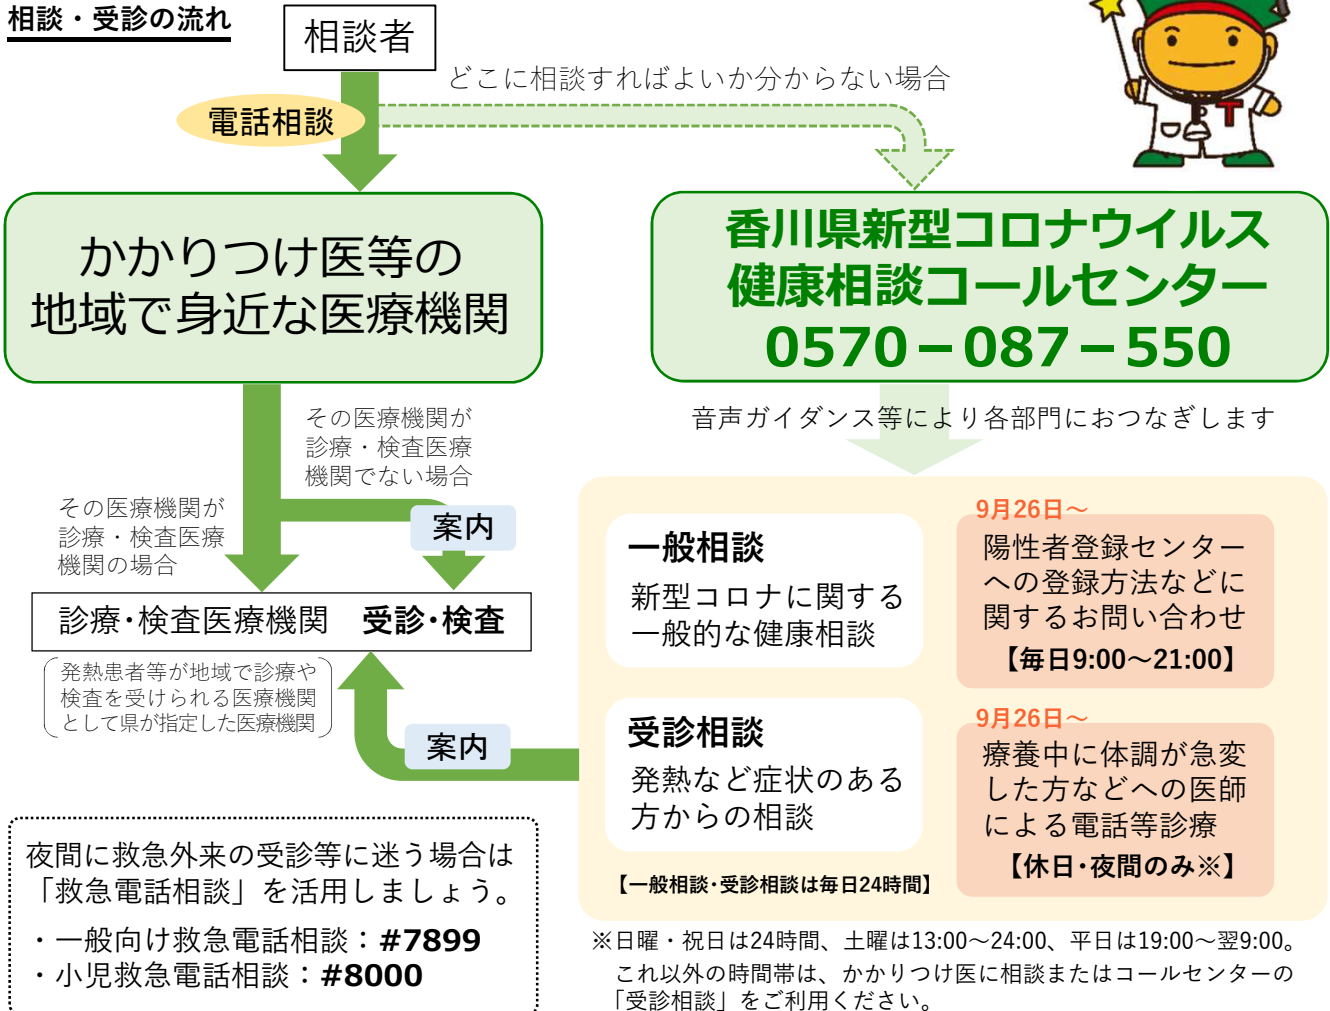 相談・受診の流れ
相談者
どこに相談すればよいか分からない場合
電話相談
かかりつけ医等の
地域で身近な医療機関
香川県新型コロナウイルス
健康相談コールセンター
0570－087－550
音声ガイダンス等により各部門におつなぎします
その医療機関が
診療・検査医療
機関でない場合
案内
その医療機関が
診療・検査医療
機関の場合
診療・検査医療機関　受診・検査
発熱患者等が地域で診療や
検査を受けられる医療機関
として県が指定した医療機関
案内
一般相談
新型コロナに関する
一般的な健康相談
受診相談
発熱など症状のある
方からの相談
【一般相談・受診相談は毎日24時間】
9月26日～
陽性者登録センター
への登録方法などに
関するお問い合わせ
【毎日9:00～21:00】
9月26日～
療養中に体調が急変
した方などへの医師
による電話等診療
【休日・夜間のみ※】
※日曜・祝日は24時間、土曜は13:00～24:00、平日は19:00～翌9:00。
これ以外の時間帯は、かかりつけ医に相談またはコールセンターの
「受診相談」をご利用ください。
夜間に救急外来の受診等に迷う場合は
「救急電話相談」を活用しましょう。
・一般向け救急電話相談：#7899
・小児救急電話相談：#8000
T